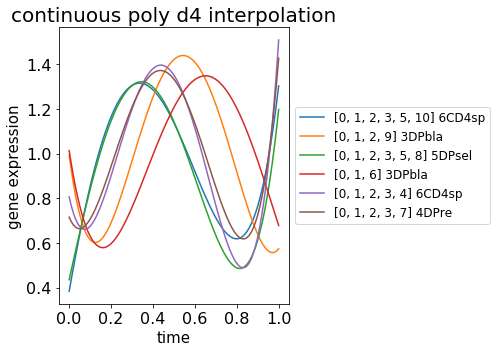 continuous poly d4 interpolation
gene expression
1.4
1.2
1.0
0.8
0.6
0.4
0.0 0.2 0.4 0.6 0.8 1.0
time
[0, 1, 2, 3, 5, 10] 6CD4sp
[0, 1, 2, 9] 3DPbla
[0, 1, 2, 3, 5, 8] 5DPsel
[0, 1, 6] 3DPbla
[0, 1, 2, 3, 4] 6CD4sp
[0, 1, 2, 3, 7] 4DPre